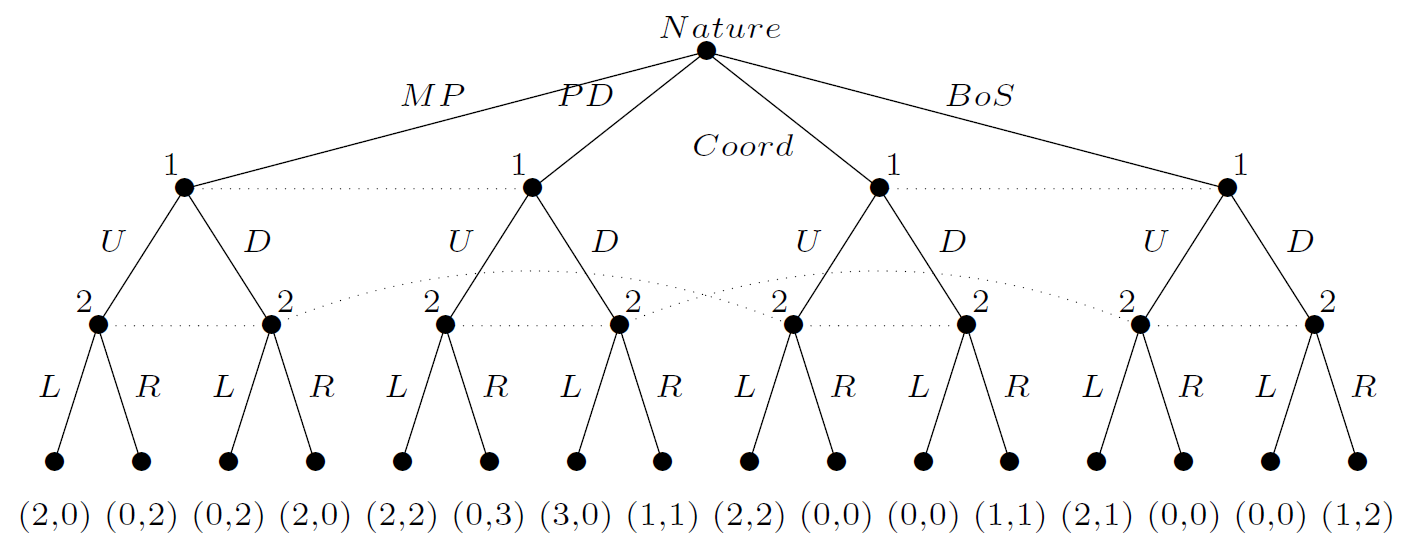 Nature
MP PD BoS
Coord
1 1 1 1
U D U D U D U D
2 2 2 2 2 2 2 2
L R L R L R L R L R L R L R L R
(2,0) (0,2) (0,2) (2,0) (2,2) (0,3) (3,0) (1,1) (2,2) (0,0) (0,0) (1,1) (2,1) (0,0) (0,0) (1,2)